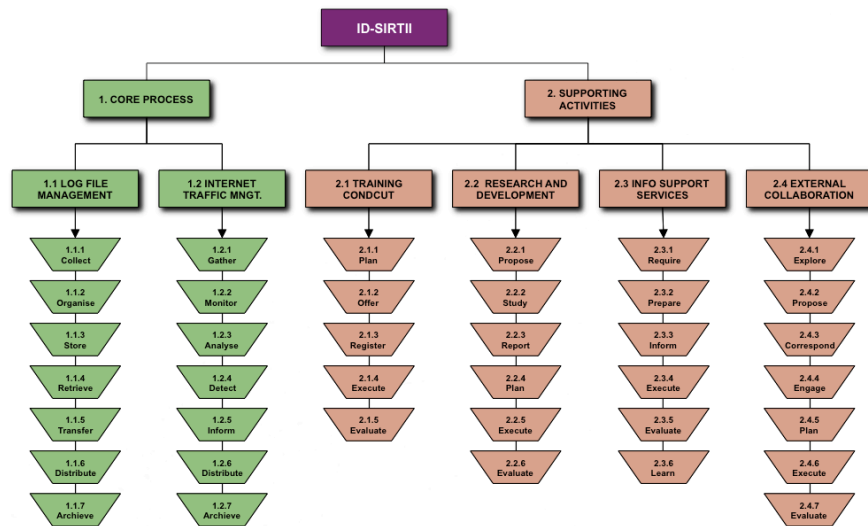 ID-SIRTII
1. CORE PROCESS
2. SUPPORTING
ACTIVITIES
1.1 LOG FILE
MANAGEMENT
1.2 INTERNET
TRAFFIC MNGT.
2.1 TRAINING
CONDCUT
2.2 RESEARCH AND
DEVELOPMENT
2.3 INFO SUPPORT
SERVICES
2.4 EXTERNAL
COLLABORATION
1.1.1
Collect
1.1.2
Organise
1.1.3
Store
1.1.4
Retrieve
1.1.5
Transfer
1.1.6
Distribute
1.1.7
Archieve
1.2.1
Gather
1.2.2
Monitor
1.2.3
Analyse
1.2.4
Detect
1.2.5
Inform
1.2.6
Distribute
1.2.7
Archieve
2.1.1
Plan
2.1.2
Offer
2.1.3
Register
2.1.4
Execute
2.1.5
Evaluate
2.2.1
Propose
2.2.2
Study
2.2.3
Report
2.2.4
Plan
2.2.5
Execute
2.2.6
Evaluate
2.3.1
Require
2.3.2
Prepare
2.3.3
Inform
2.3.4
Execute
2.3.5
Evaluate
2.3.6
Learn
2.4.1
Explore
2.4.2
Propose
2.4.3
Correspond
2.4.4
Engage
2.4.5
Plan
2.4.6
Execute
2.4.7
Evaluate